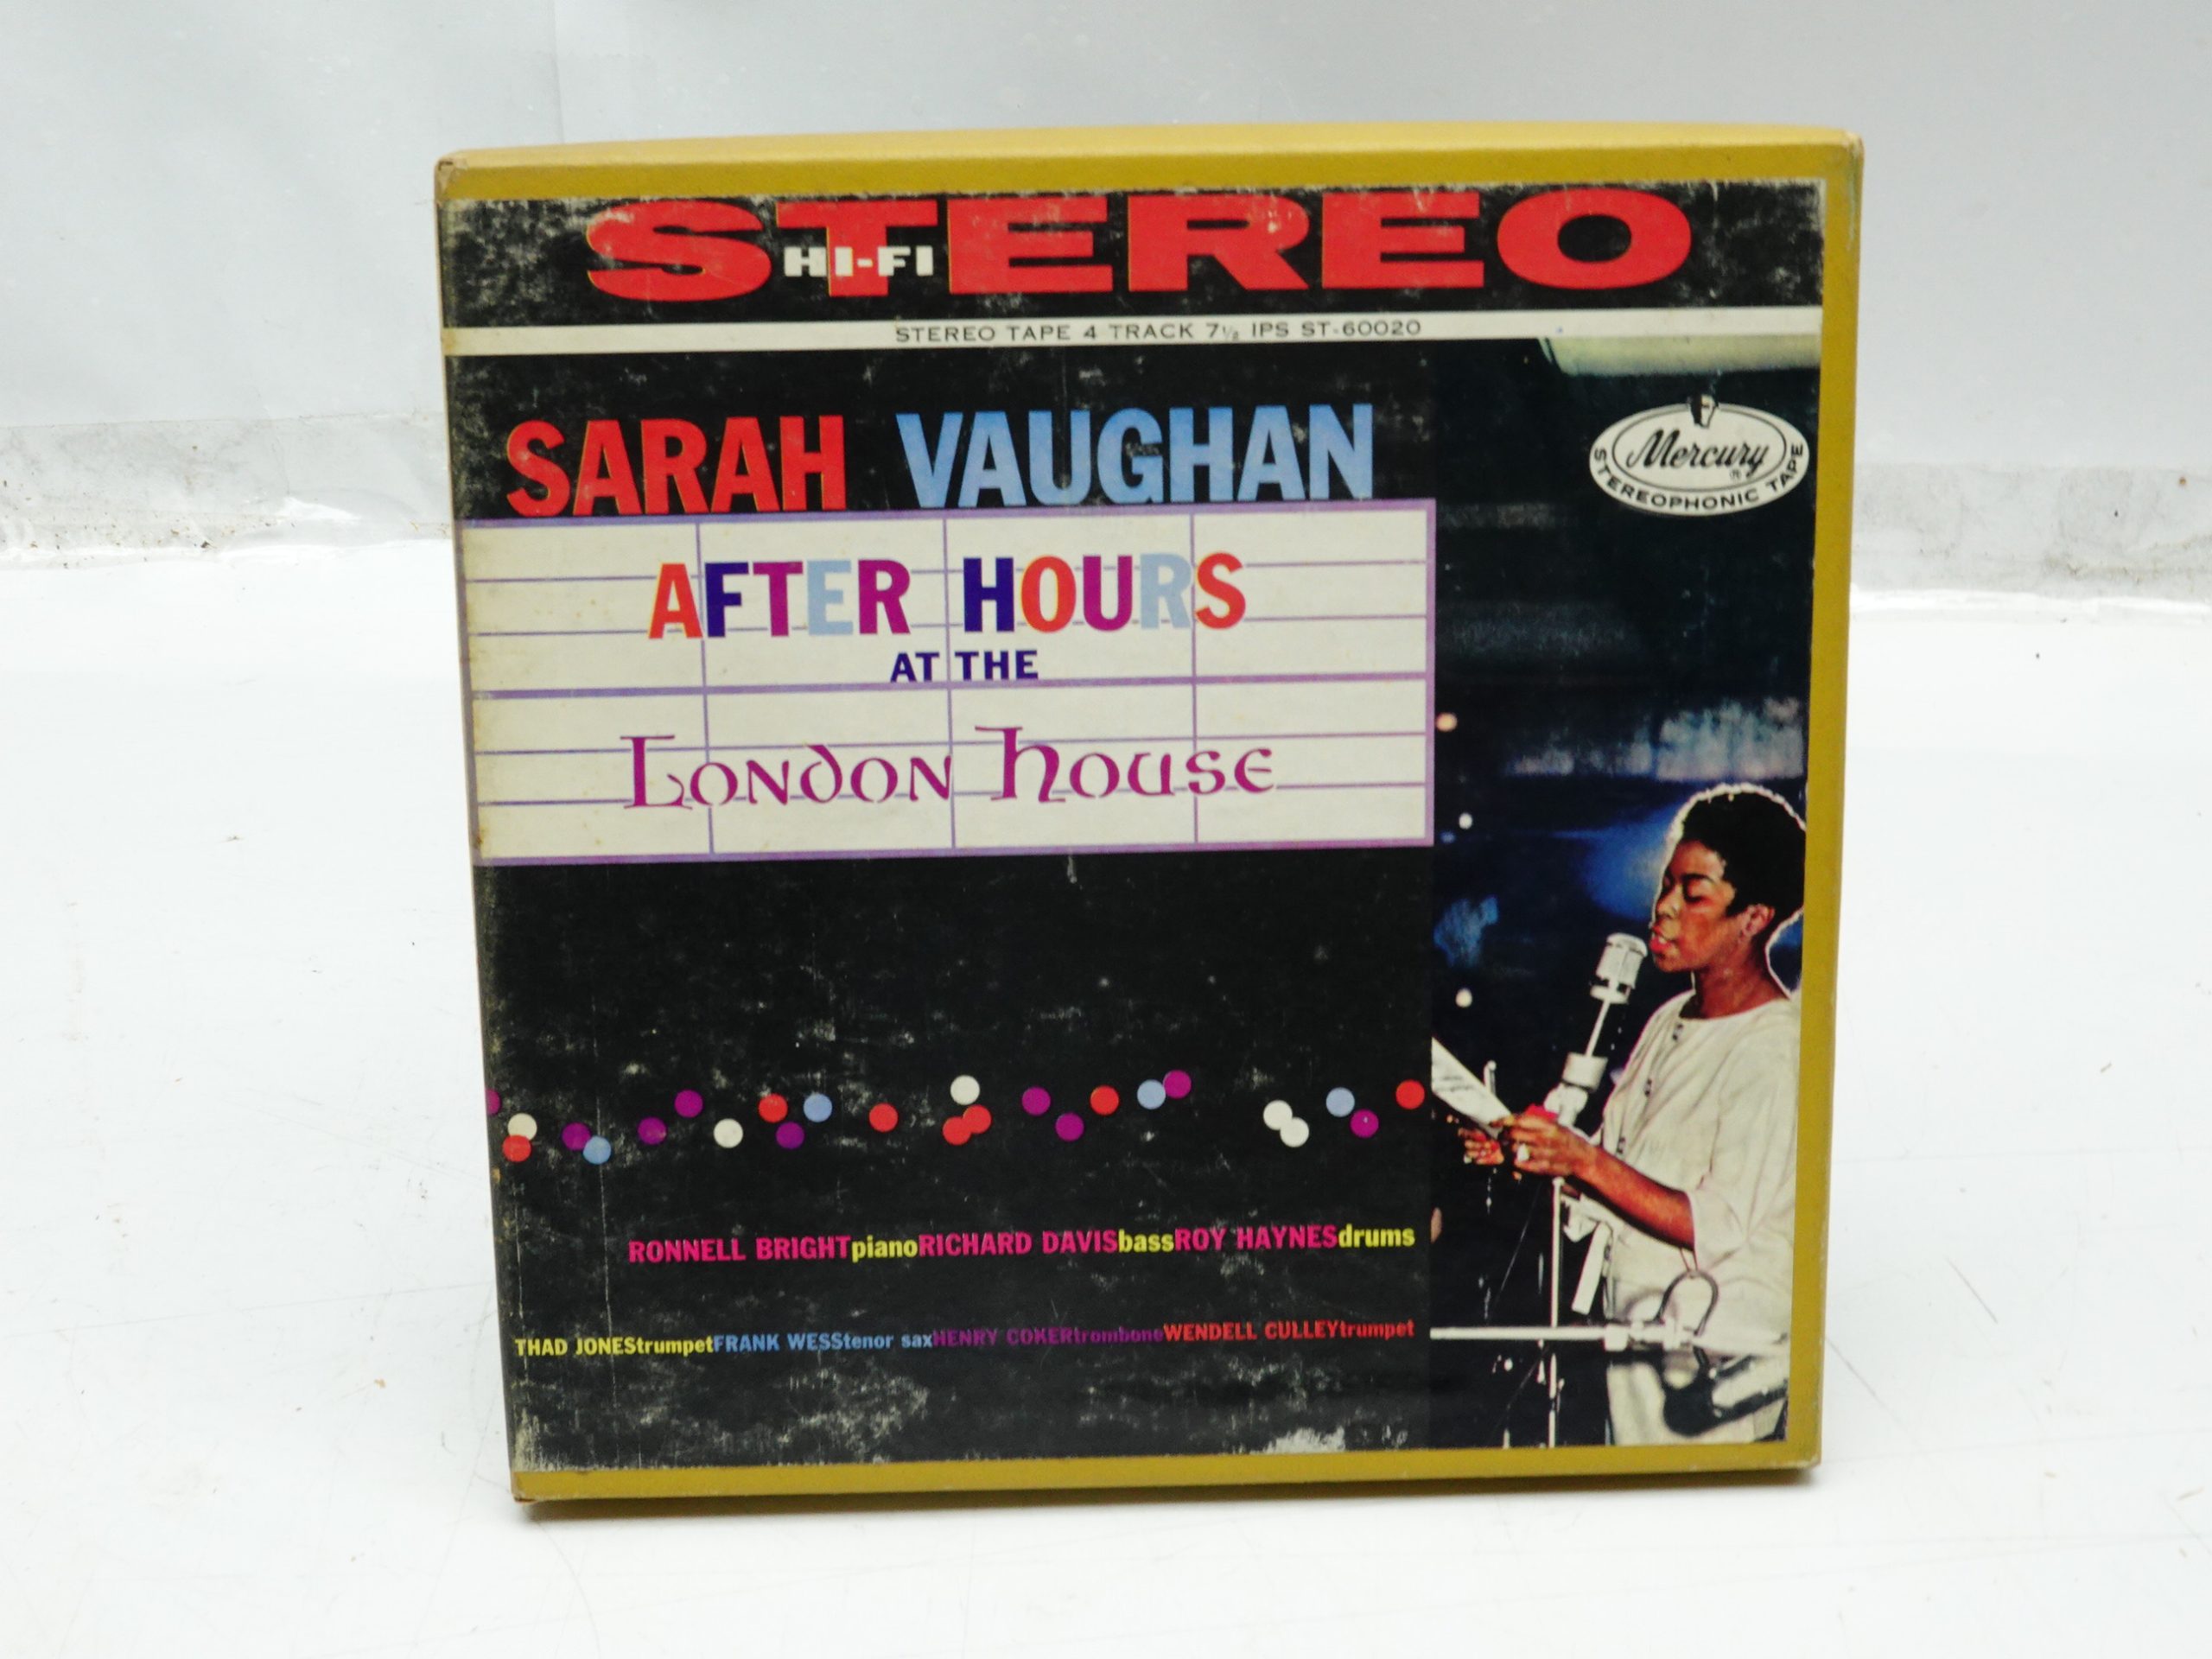 STEREO
HI-FI
STEREO TAPE 4 TRACK 7½ IPS ST-60020
SARAH VAUGHAN
Mercury ®
STEREOPHONIC TAPE
AFTER HOURS
AT THE
LONDON HOUSE
RONNELL BRIGHTpianoRICHARD DAVISbassROY HAYNESdrums
THAD JONEStrumpetFRANK WESStenor saxHENRY COKERtromboneWENDELL CULLEYtrumpet